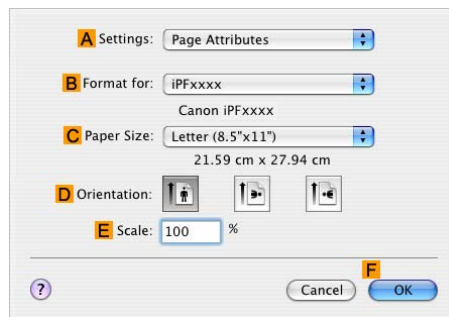 A Settings: Page Attributes
B Format for: iPFxxxx
Canon iPFxxxx
C Paper Size: Letter (8.5"x11")
21.59 cm x 27.94 cm
D Orientation:
E Scale: 100 %
F
? Cancel OK